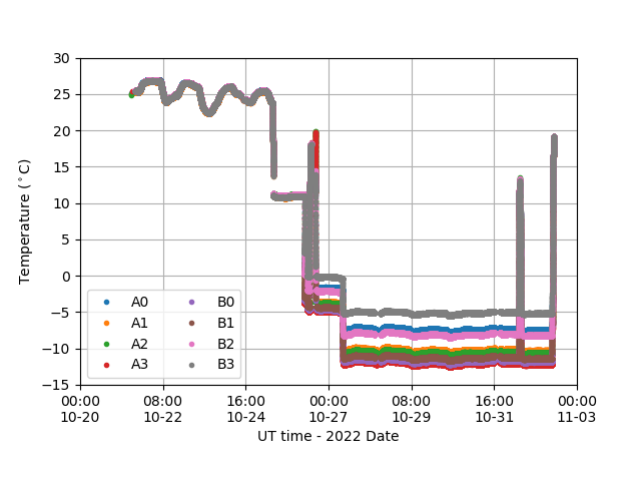 Temperature (°C)
30
25
20
15
10
5
0
−5
−10
−15
A0 B0
A1 B1
A2 B2
A3 B3
00:00 08:00 16:00 00:00 08:00 16:00 00:00
10-20 10-22 10-24 10-27 10-29 10-31 11-03
UT time - 2022 Date